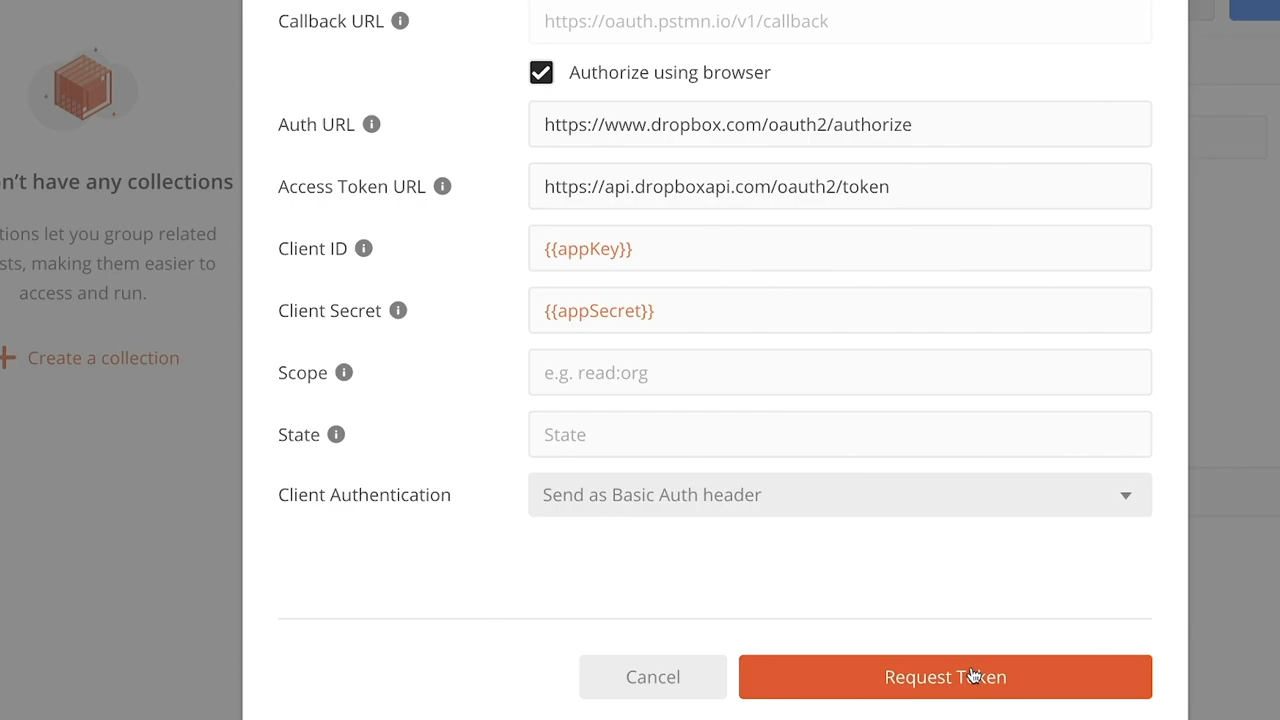 Callback URL
https://oauth.pstmn.io/v1/callback
Authorize using browser
Auth URL
https://www.dropbox.com/oauth2/authorize
Access Token URL
https://api.dropboxapi.com/oauth2/token
Client ID
{{appKey}}
Client Secret
{{appSecret}}
Scope
e.g. read:org
State
State
Client Authentication
Send as Basic Auth header
Cancel
Request Token
n’t have any collections
tions let you group related
sts, making them easier to
access and run.
Create a collection